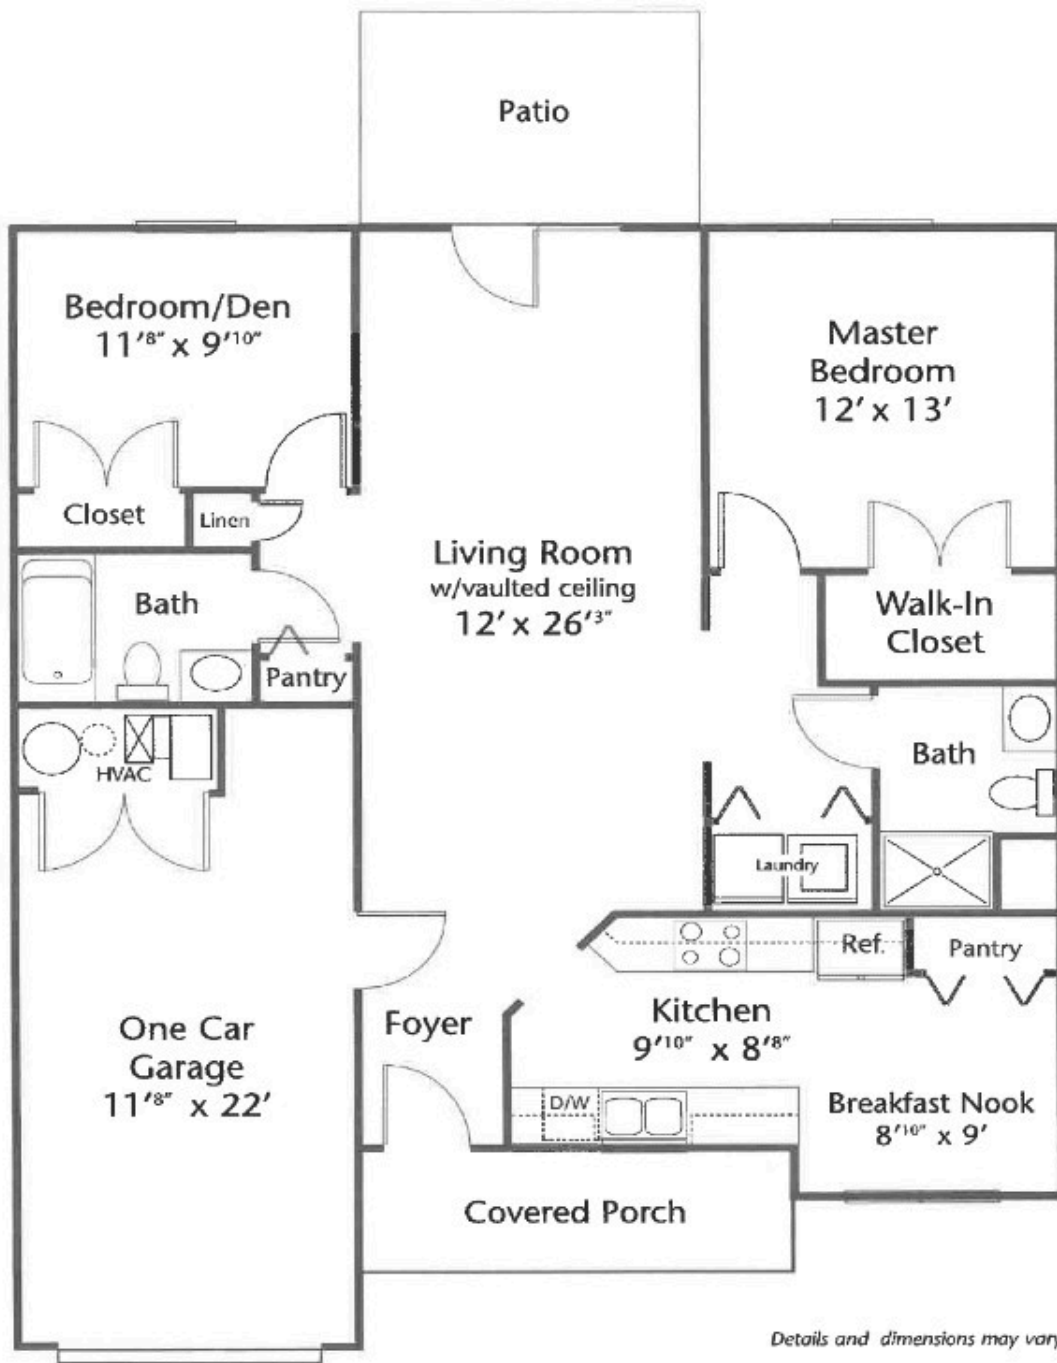 Patio
Bedroom/Den
11'8" x 9'10"
Master
Bedroom
12' x 13'
Closet
Linen
Living Room
w/vaulted ceiling
12' x 26'3"
Bath
Walk-In
Closet
Pantry
HVAC
Bath
Laundry
Ref.
Pantry
One Car
Garage
11'8" x 22'
Foyer
Kitchen
9'10" x 8'8"
D/W
Breakfast Nook
8'10" x 9'
Covered Porch
Details and dimensions may vary